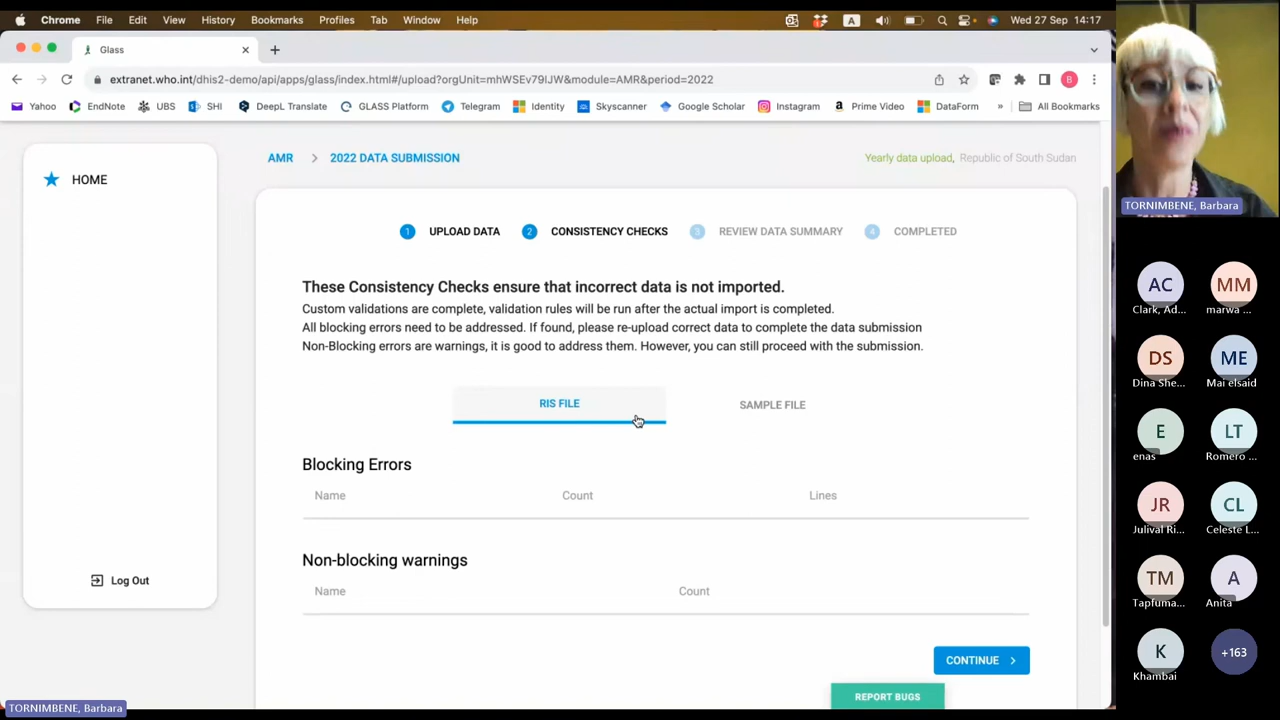 Chrome File Edit View History Bookmarks Profiles Tab Window Help A Wed 27 Sep 14:17
Glass
extranet.who.int/dhis2-demo/api/apps/glass/index.html#/upload?orgUnit=mhWSEv79lJW&module=AMR&period=2022 B
Yahoo EndNote UBS SHI DeepL Translate GLASS Platform Telegram Identity Skyscanner Google Scholar Instagram Prime Video DataForm » All Bookmarks
HOME
Log Out
AMR > 2022 DATA SUBMISSION
Yearly data upload, Republic of South Sudan
1 UPLOAD DATA 2 CONSISTENCY CHECKS 3 REVIEW DATA SUMMARY 4 COMPLETED
These Consistency Checks ensure that incorrect data is not imported.
Custom validations are complete, validation rules will be run after the actual import is completed.
All blocking errors need to be addressed. If found, please re-upload correct data to complete the data submission
Non-Blocking errors are warnings, it is good to address them. However, you can still proceed with the submission.
RIS FILE SAMPLE FILE
Blocking Errors
Name Count Lines
Non-blocking warnings
Name Count
CONTINUE >
REPORT BUGS
TORNIMBENE, Barbara
TORNIMBENE, Barbara
AC MM
Clark, Ad... marwa ...
DS ME
Dina She... Mai elsaid
E LT
enas Romero ...
JR CL
Julival Ri... Celeste L...
TM A
Tapfuma... Anita
K +163
Khambai